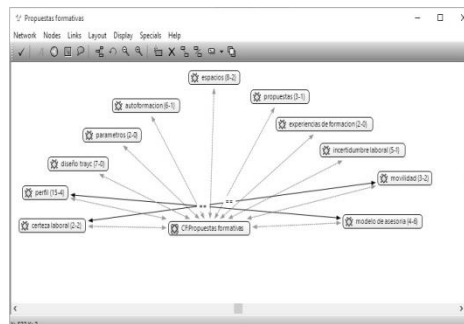 Propuestas formativas
Network Nodes Links Layout Display Specials Help
espacios (8-2)
autoformacion (6-1)
propuestas (3-1)
parametros (2-0)
experiencias de formacion (2-0)
diseño trayc (7-0)
incertidumbre laboral (5-1)
perfil (15-4)
movilidad (3-2)
==
==
certeza laboral (2-2)
CF:Propuestas formativas
modelo de asesoria (4-6)